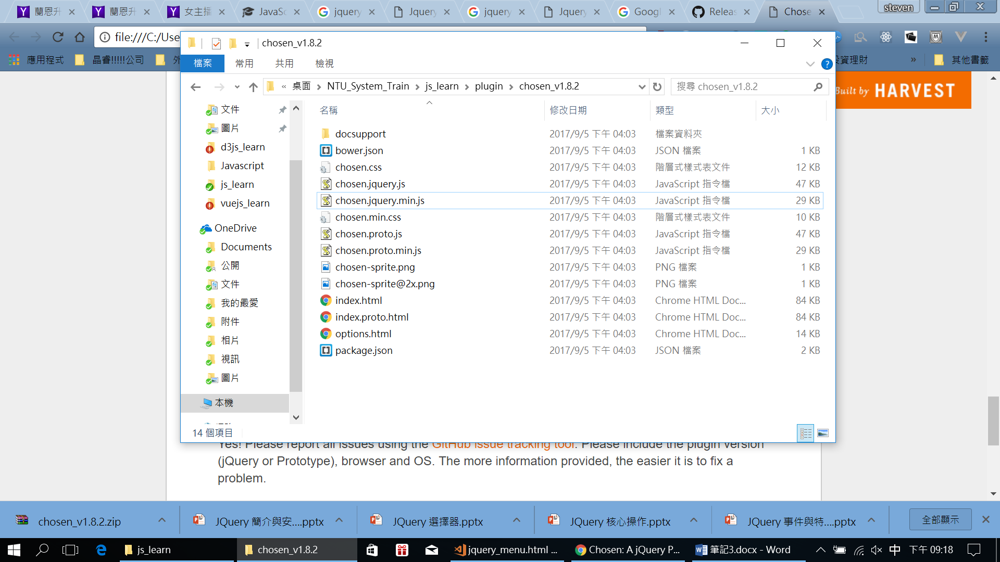 蘭恩升
蘭恩升
女主播
JavaSc
jquery
Jquery
jquery
Jquery
Googl
Releas
Chose
steven
file:///C:/Use
應用程式
晶睿!!!!!公司
外
投資理財
»
其他書籤
chosen_v1.8.2
檔案
常用
共用
檢視
« 桌面 > NTU_System_Train > js_learn > plugin > chosen_v1.8.2
搜尋 chosen_v1.8.2
Built by HARVEST
文件
圖片
d3js_learn
Javascript
js_learn
vuejs_learn
OneDrive
Documents
公開
文件
我的最愛
附件
相片
視訊
圖片
本機
名稱 修改日期 類型 大小
docsupport 2017/9/5 下午 04:03 檔案資料夾
bower.json 2017/9/5 下午 04:03 JSON 檔案 1 KB
chosen.css 2017/9/5 下午 04:03 階層式樣式表文件 12 KB
chosen.jquery.js 2017/9/5 下午 04:03 JavaScript 指令檔 47 KB
chosen.jquery.min.js 2017/9/5 下午 04:03 JavaScript 指令檔 29 KB
chosen.min.css 2017/9/5 下午 04:03 階層式樣式表文件 10 KB
chosen.proto.js 2017/9/5 下午 04:03 JavaScript 指令檔 47 KB
chosen.proto.min.js 2017/9/5 下午 04:03 JavaScript 指令檔 29 KB
chosen-sprite.png 2017/9/5 下午 04:03 PNG 檔案 1 KB
chosen-sprite@2x.png 2017/9/5 下午 04:03 PNG 檔案 1 KB
index.html 2017/9/5 下午 04:03 Chrome HTML Doc... 84 KB
index.proto.html 2017/9/5 下午 04:03 Chrome HTML Doc... 84 KB
options.html 2017/9/5 下午 04:03 Chrome HTML Doc... 14 KB
package.json 2017/9/5 下午 04:03 JSON 檔案 2 KB
14 個項目
Yes! Please report all issues using the GitHub issue tracking tool. Please include the plugin version
(jQuery or Prototype), browser and OS. The more information provided, the easier it is to fix a
problem.
chosen_v1.8.2.zip
JQuery 簡介與安....pptx
JQuery 選擇器.pptx
JQuery 核心操作.pptx
JQuery 事件與特....pptx
全部顯示
js_learn
chosen_v1.8.2
jquery_menu.html ...
Chosen: A jQuery P...
筆記3.docx - Word
中
下午 09:18